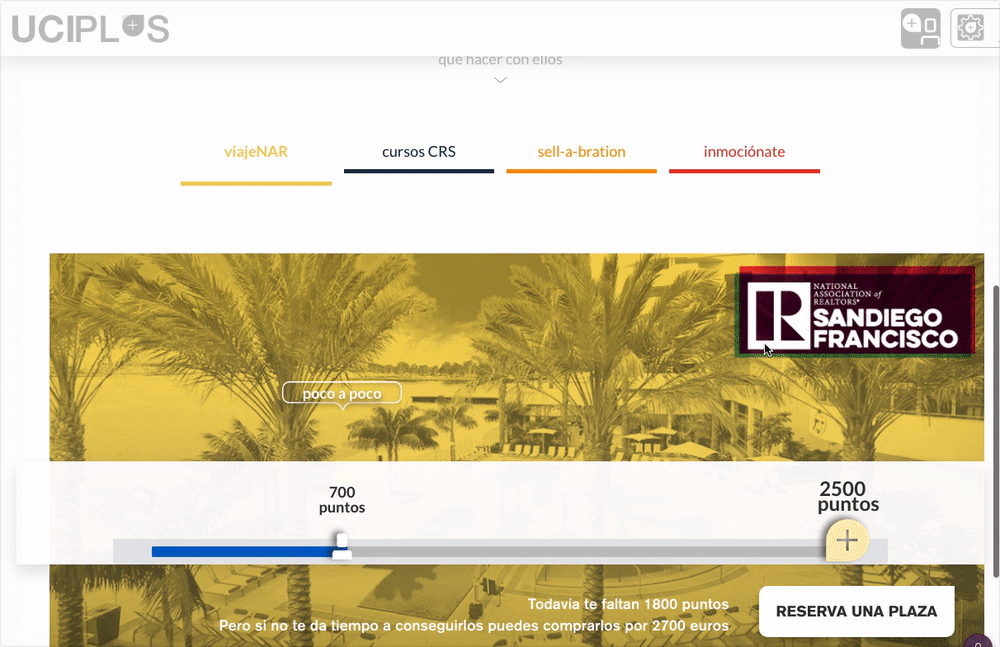 UCIPLUS
que hacer con ellos
viajeNAR
cursos CRS
sell-a-bration
inmociónate
NATIONAL
ASSOCIATION of
REALTORS®
SANDIEGO
FRANCISCO
poco a poco
700
puntos
2500
puntos
Todavía te faltan 1800 puntos
Pero si no te da tiempo a conseguirlos puedes comprarlos por 2700 euros
RESERVA UNA PLAZA